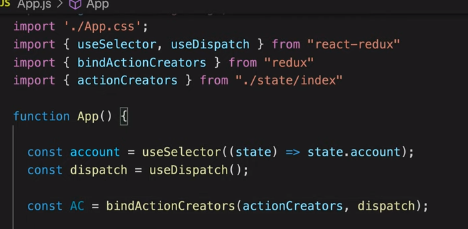 JS App.js > App
import './App.css';
import { useSelector, useDispatch } from "react-redux"
import { bindActionCreators } from "redux"
import { actionCreators } from "./state/index"
function App() {
const account = useSelector((state) => state.account);
const dispatch = useDispatch();
const AC = bindActionCreators(actionCreators, dispatch);